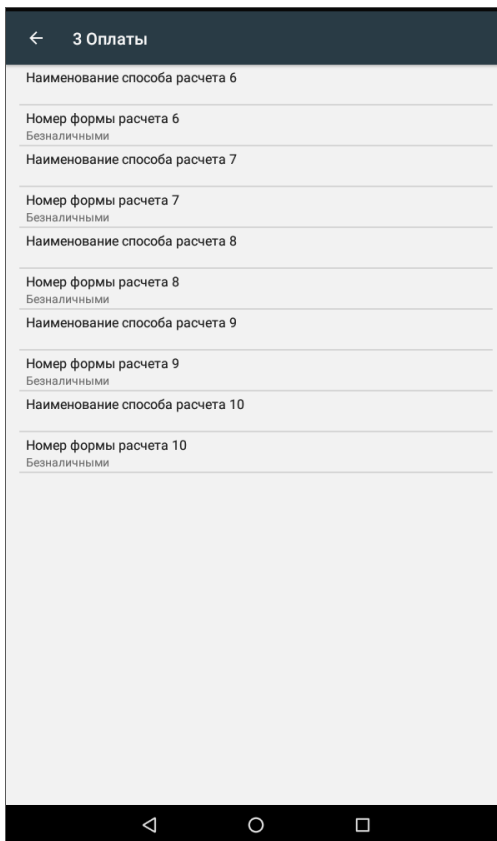 3 Оплаты
Наименование способа расчета 6
Номер формы расчета 6
Безналичными
Наименование способа расчета 7
Номер формы расчета 7
Безналичными
Наименование способа расчета 8
Номер формы расчета 8
Безналичными
Наименование способа расчета 9
Номер формы расчета 9
Безналичными
Наименование способа расчета 10
Номер формы расчета 10
Безналичными